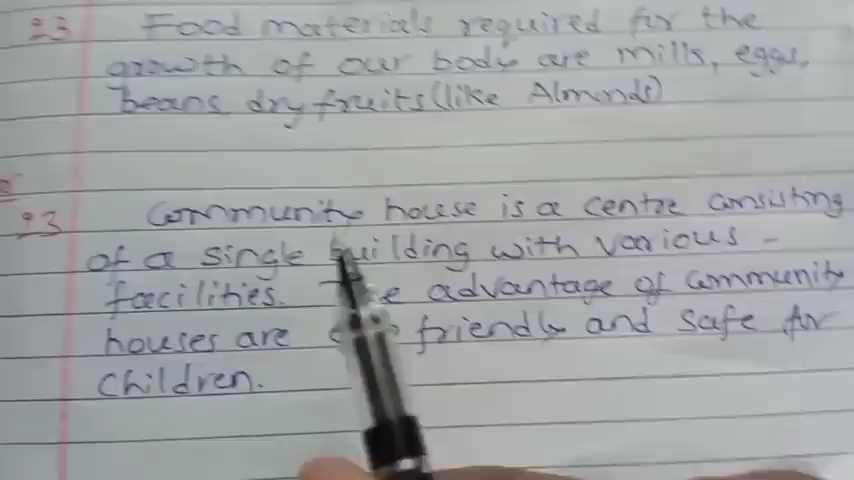 23 Food materials required for the
growth of our body are milk, eggs,
beans dry fruits (like Almonds)
93 Community house is a centre consisting
of a single building with various -
facilities. The advantage of community
houses are friendly and safe for
children.